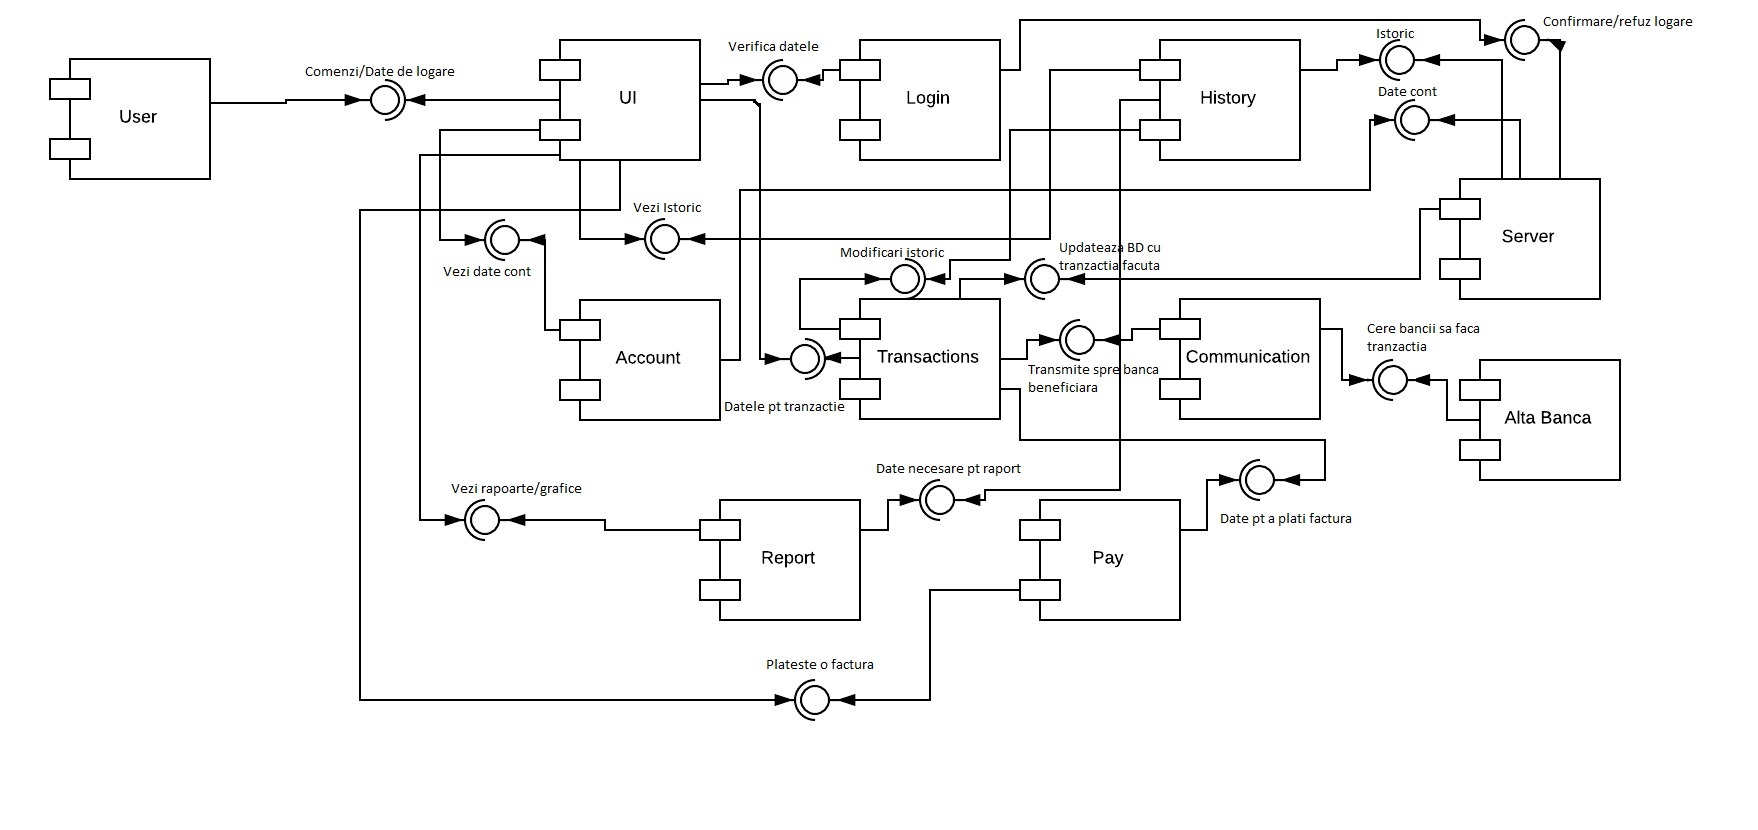 Confirmare/refuz logare
Istoric
Verifica datele
Comenzi/Date de logare
Date cont
UI
Login
History
User
Vezi Istoric
Server
Modificari istoric
Updateaza BD cu
tranzactia facuta
Vezi date cont
Cere bancii sa faca
tranzactia
Account
Transactions
Communication
Transmite spre banca
beneficiara
Datele pt tranzactie
Alta Banca
Date necesare pt raport
Vezi rapoarte/grafice
Date pt a plati factura
Report
Pay
Plateste o factura